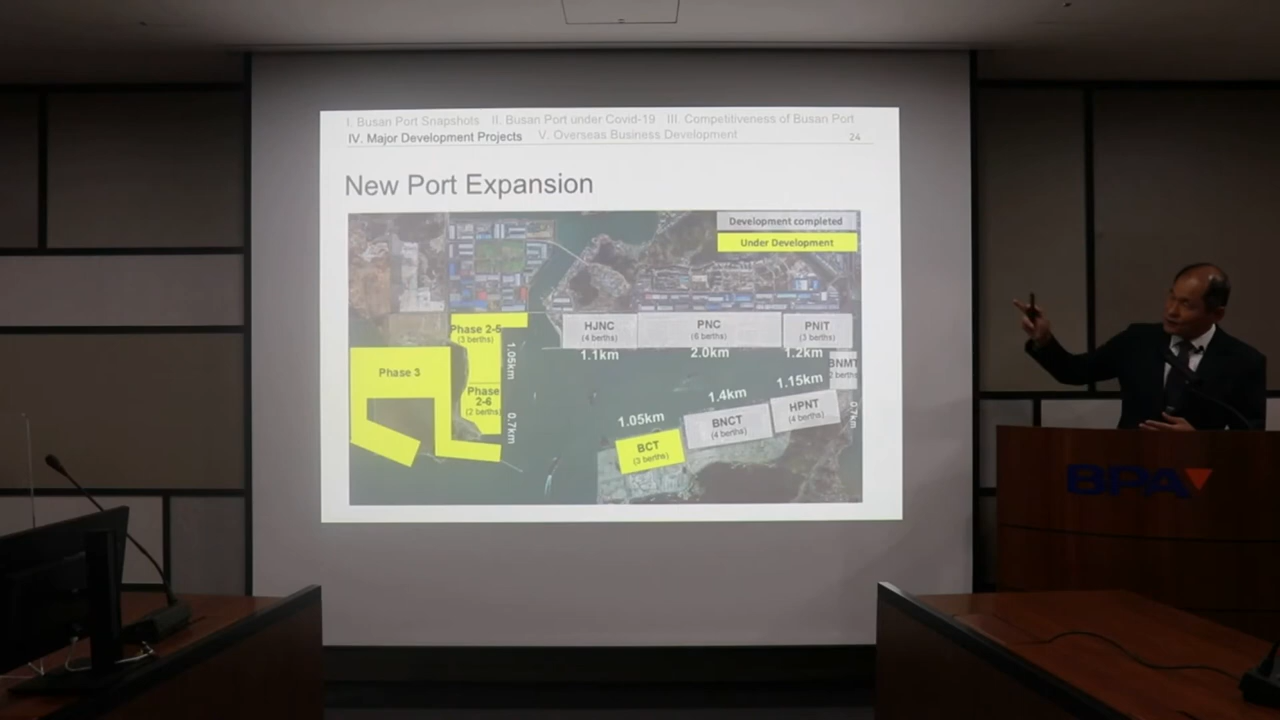 I. Busan Port Snapshots II. Busan Port under Covid-19 III. Competitiveness of Busan Port
IV. Major Development Projects V. Overseas Business Development 24
New Port Expansion
Development completed
Under Development
Phase 2-5
(3 berths)
1.05km
HJNC
(4 berths)
1.1km
PNC
(6 berths)
2.0km
PNIT
(3 berths)
1.2km
BNMT
2 berths)
Phase 3
Phase
2-6
(2 berths)
0.7km
1.05km
BCT
(3 berths)
1.4km
BNCT
(4 berths)
1.15km
HPNT
(4 berths)
0.7km
BPA